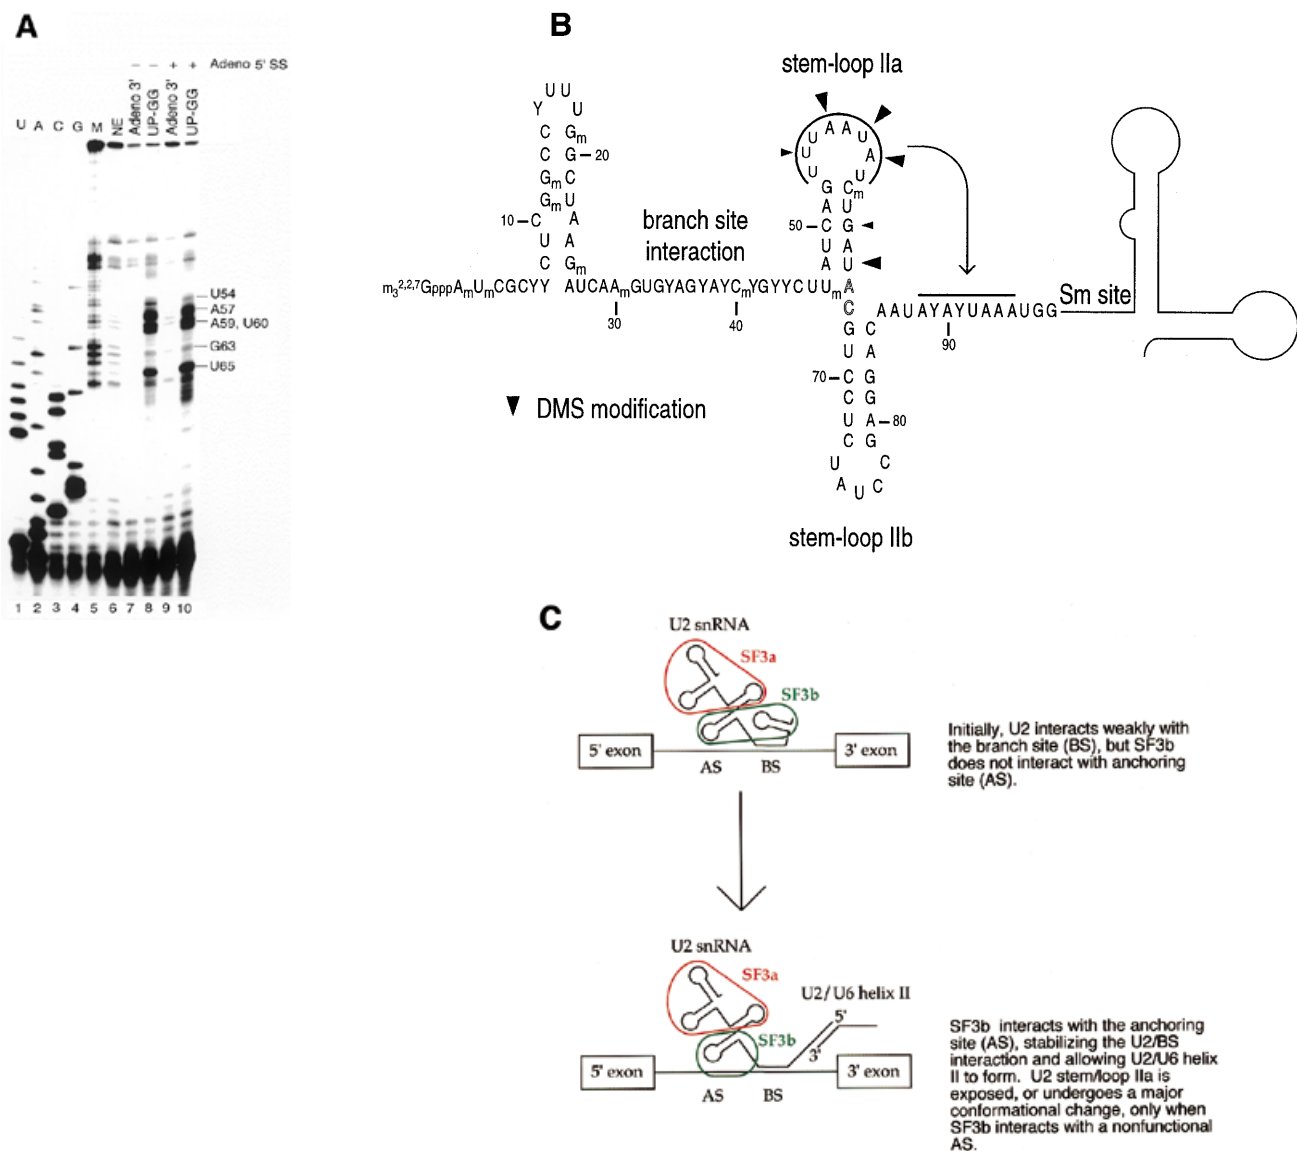 A
− − + + Adeno 5' SS
U A C G M NE Adeno 3' UP-GG Adeno 3' UP-GG
U54
A57
A59, U60
G63
U65
1 2 3 4 5 6 7 8 9 10
B
stem-loop IIa
branch site
interaction
10
20
30
40
50
70
80
90
m₃2,2,7GpppAmUmCGCYY
AUCAAmGUGYAGYAYCmYGYYCUUm
AAUAYAYUAAAUGG
Sm site
DMS modification
stem-loop IIb
C
U2 snRNA
SF3a
SF3b
5' exon
3' exon
AS BS
Initially, U2 interacts weakly with
the branch site (BS), but SF3b
does not interact with anchoring
site (AS).
U2 snRNA
SF3a
U2/U6 helix II
5'
SF3b
3'
5' exon
3' exon
AS BS
SF3b interacts with the anchoring
site (AS), stabilizing the U2/BS
interaction and allowing U2/U6 helix
II to form. U2 stem/loop IIa is
exposed, or undergoes a major
conformational change, only when
SF3b interacts with a nonfunctional
AS.